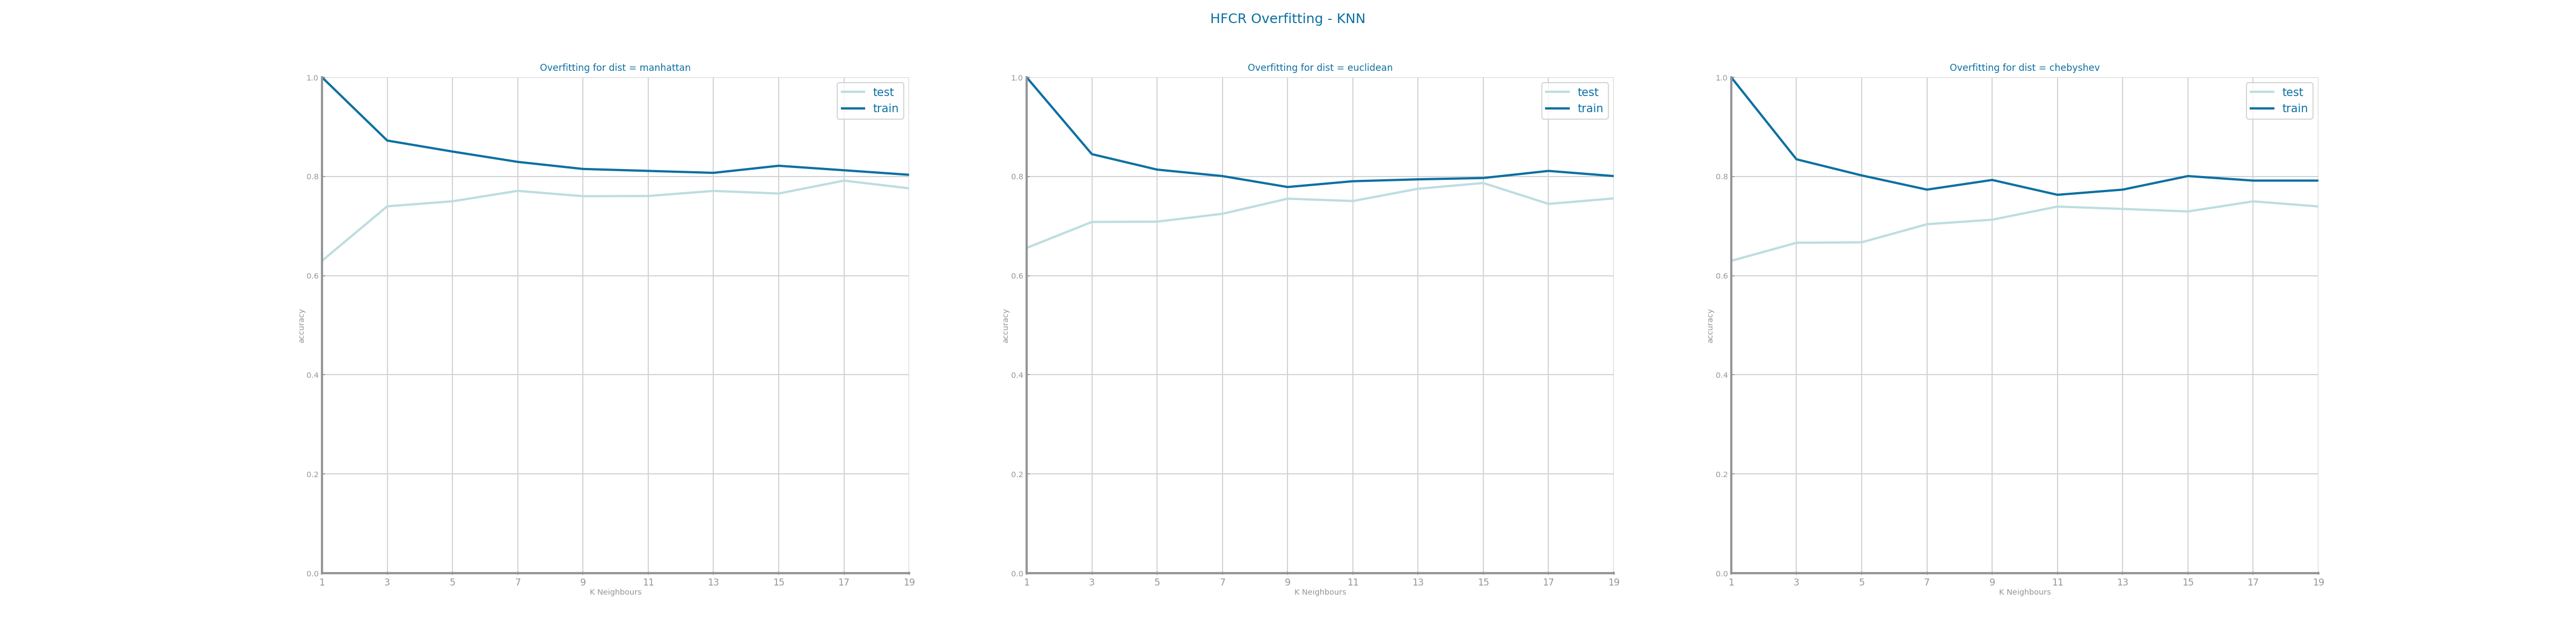 HFCR Overfitting - KNN
Overfitting for dist = manhattan
1.0
0.8
0.6
0.4
0.2
0.0
accuracy
test
train
1 3 5 7 9 11 13 15 17 19
K Neighbours
Overfitting for dist = euclidean
1.0
0.8
0.6
0.4
0.2
0.0
accuracy
test
train
1 3 5 7 9 11 13 15 17 19
K Neighbours
Overfitting for dist = chebyshev
1.0
0.8
0.6
0.4
0.2
0.0
accuracy
test
train
1 3 5 7 9 11 13 15 17 19
K Neighbours